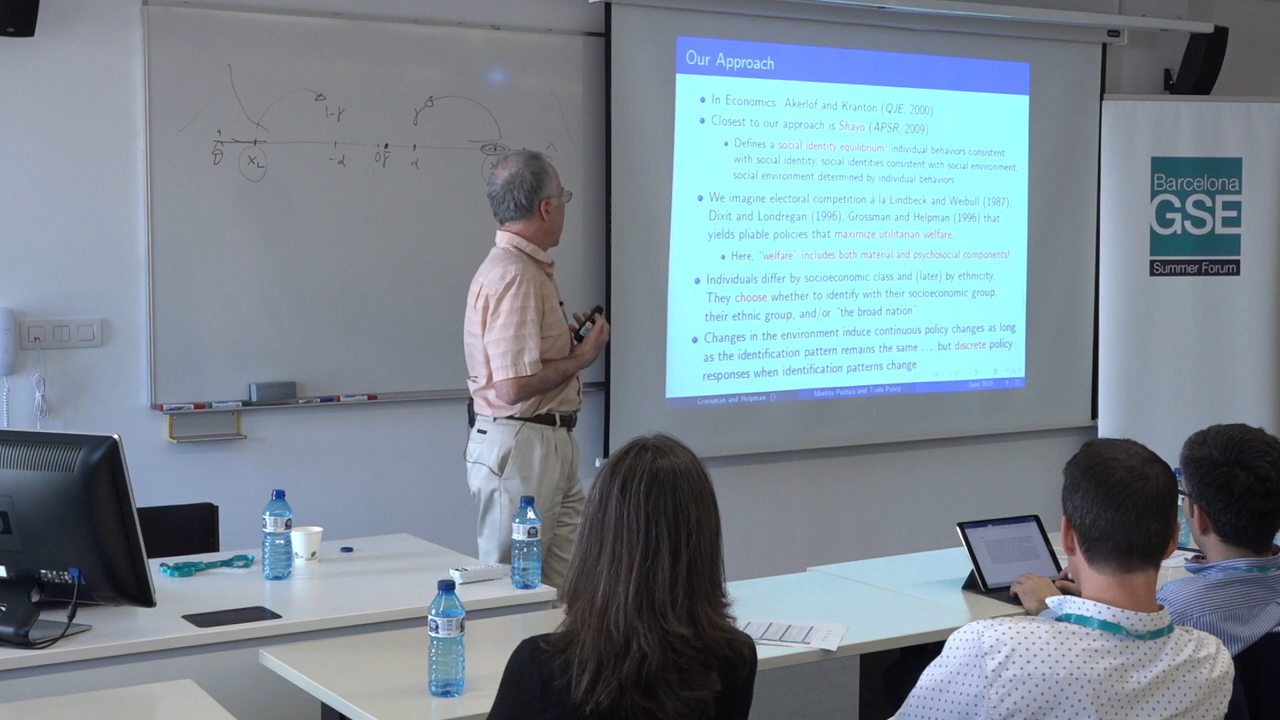 1-γ
-α
α
x_L
Our Approach
In Economics: Akerlof and Kranton (QJE, 2000)
Closest to our approach is Shayo (APSR, 2009)
Defines a social identity equilibrium: individual behaviors consistent
with social identity, social identities consistent with social environment,
social environment determined by individual behaviors
We imagine electoral competition à la Lindbeck and Weibull (1987),
Dixit and Londregan (1996), Grossman and Helpman (1996) that
yields pliable policies that maximize utilitarian welfare.
Here, "welfare" includes both material and psychosocial components!
Individuals differ by socioeconomic class and (later) by ethnicity
They choose whether to identify with their socioeconomic group,
their ethnic group, and/or "the broad nation"
Changes in the environment induce continuous policy changes as long
as the identification pattern remains the same ... but discrete policy
responses when identification patterns change
Grossman and Helpman () Identity Politics and Trade Policy June 2019
Barcelona
GSE
Summer Forum